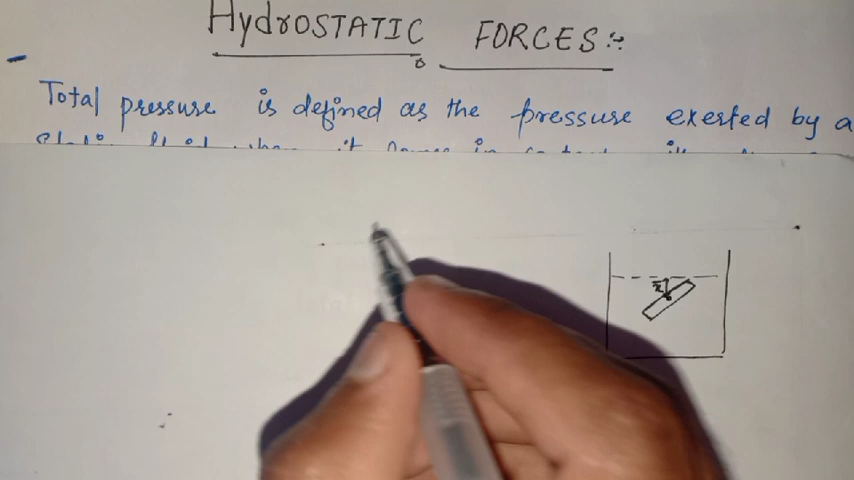 HydrOSTATIC FORCES:-
Total pressure is defined as the pressure exerted by a
x̄